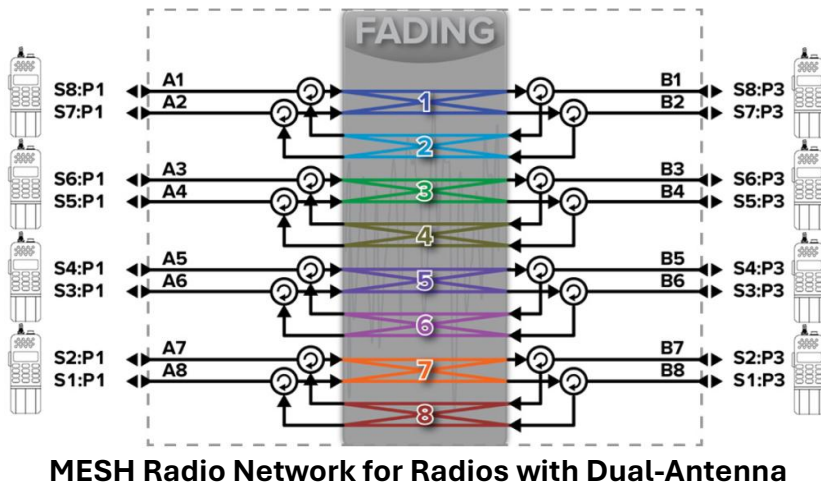 FADING
S8:P1 A1 1 B1 S8:P3
S7:P1 A2 B2 S7:P3
2
S6:P1 A3 3 B3 S6:P3
S5:P1 A4 B4 S5:P3
4
S4:P1 A5 5 B5 S4:P3
S3:P1 A6 B6 S3:P3
6
S2:P1 A7 7 B7 S2:P3
S1:P1 A8 B8 S1:P3
8
MESH Radio Network for Radios with Dual-Antenna